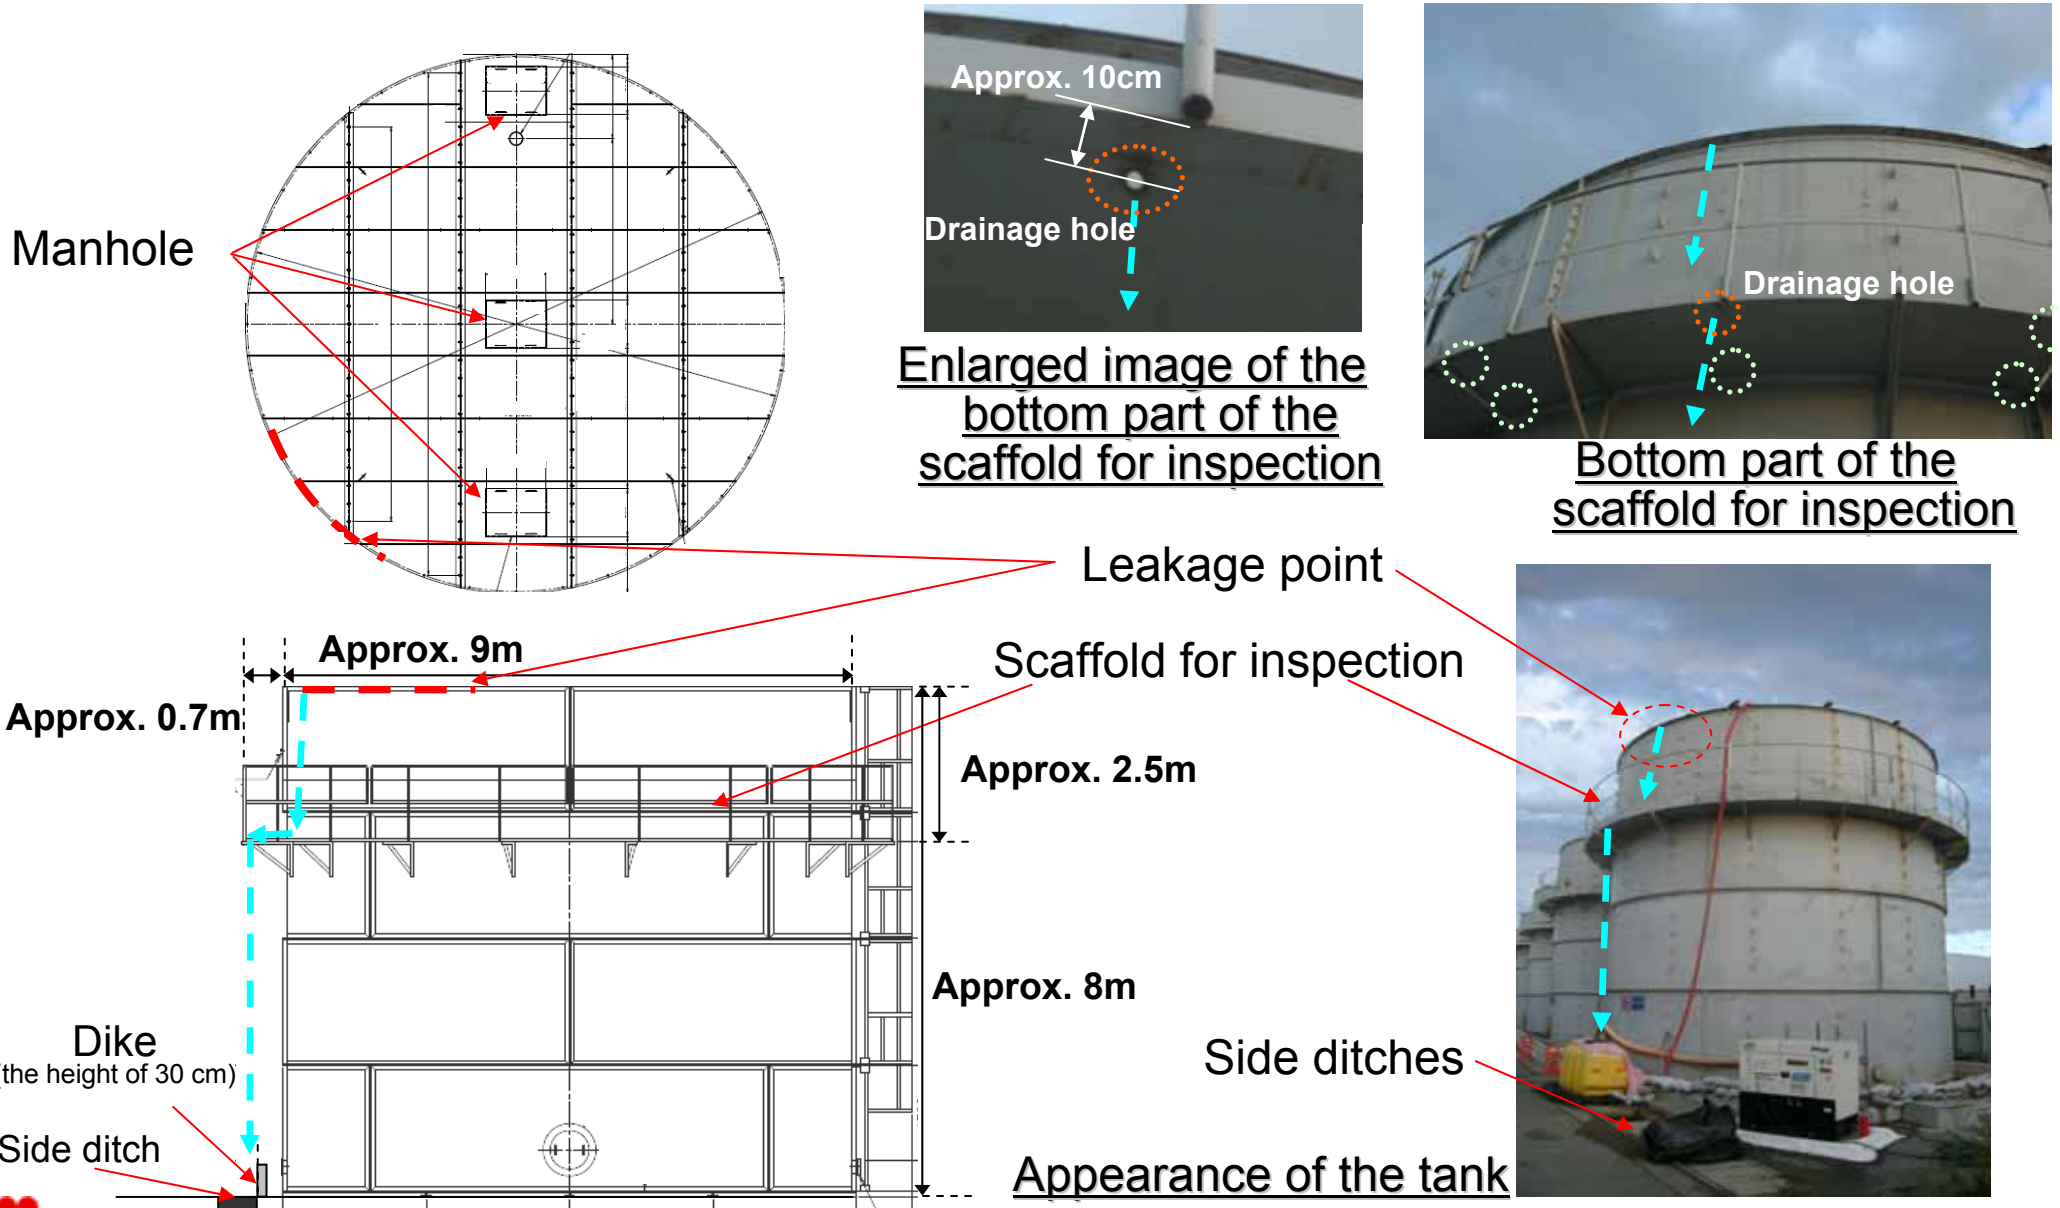 Approx. 10cm
Drainage hole
Drainage hole
Manhole
Enlarged image of the
bottom part of the
scaffold for inspection
Bottom part of the
scaffold for inspection
Leakage point
Approx. 9m
Scaffold for inspection
Approx. 0.7m
Approx. 2.5m
Approx. 8m
Dike
(the height of 30 cm)
Side ditches
Side ditch
Appearance of the tank